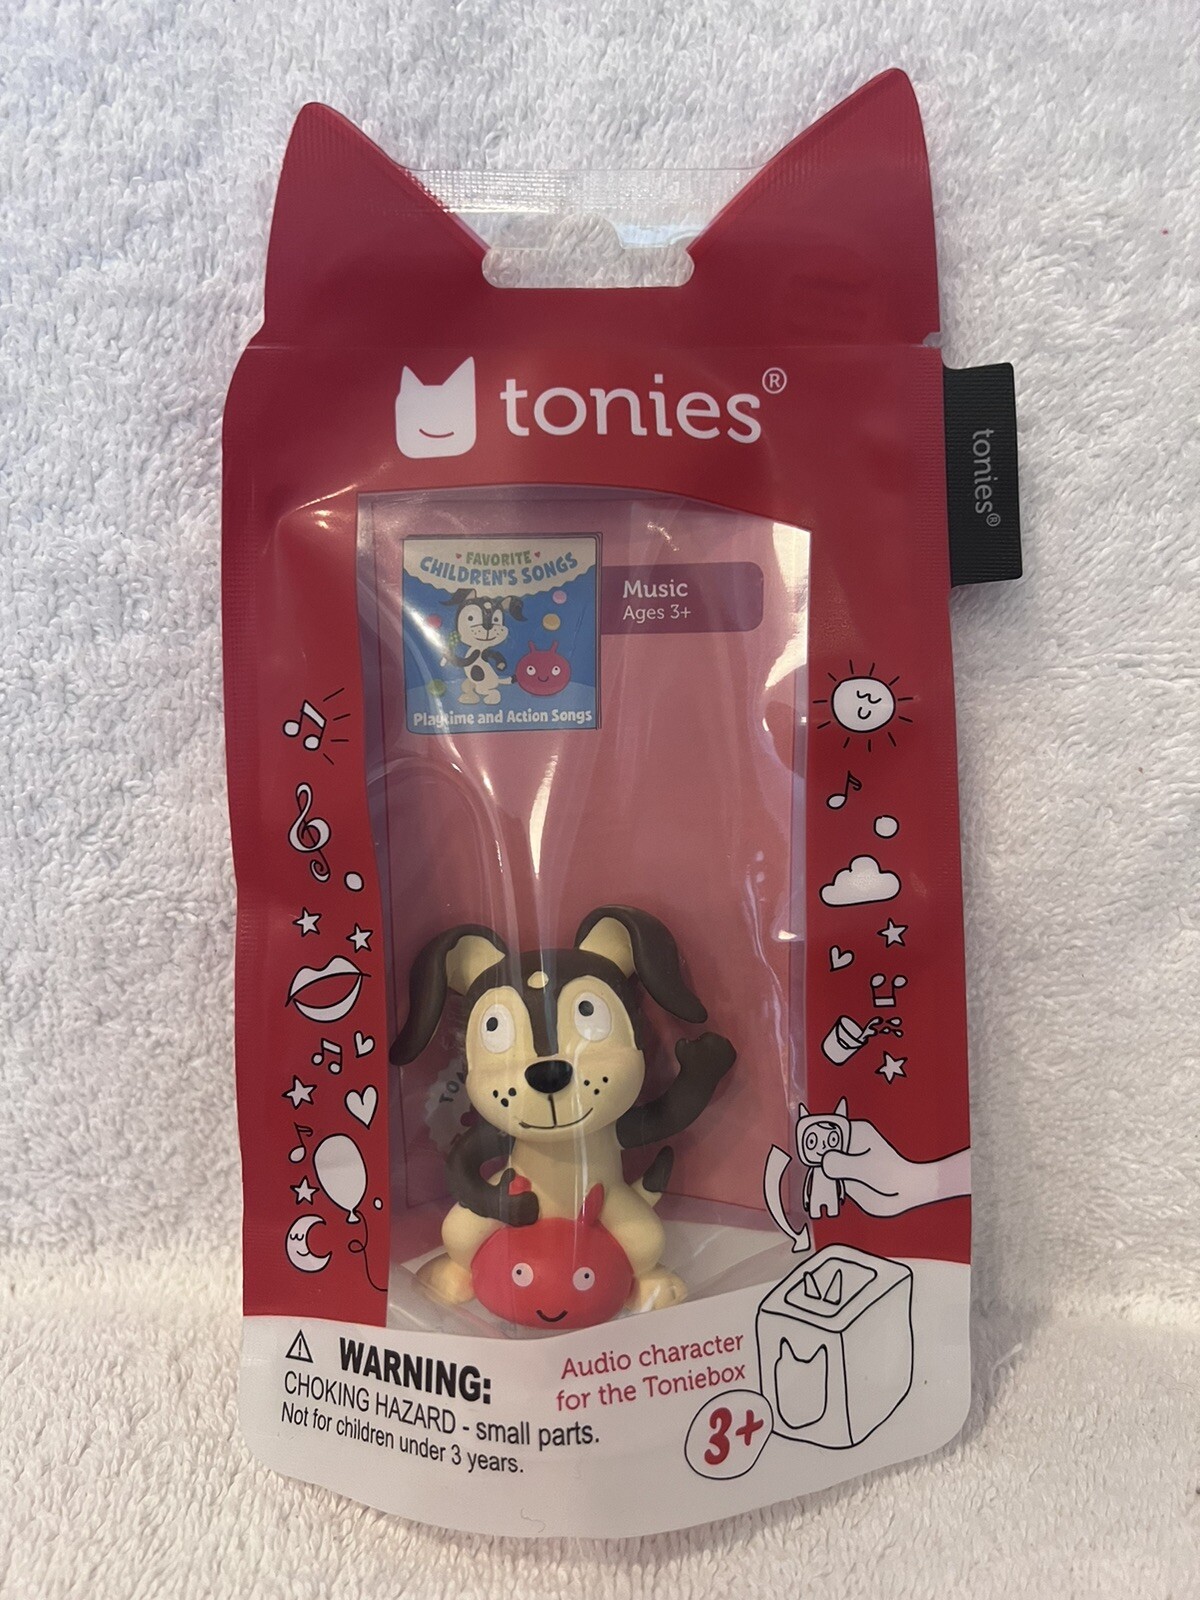 tonies®
tonies®
FAVORITE
CHILDREN'S SONGS
Playtime and Action Songs
Music
Ages 3+
TON
WARNING:
CHOKING HAZARD - small parts.
Not for children under 3 years.
Audio character
for the Toniebox
3+